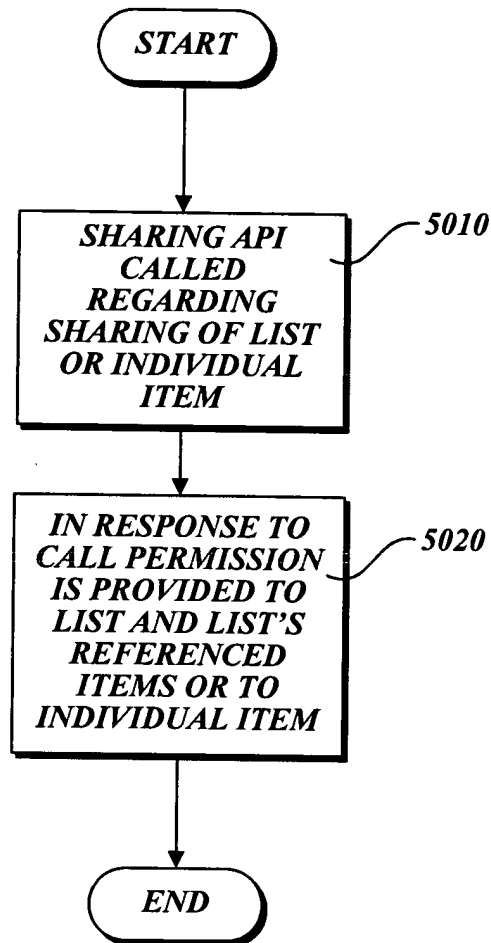 START
SHARING API
CALLED
REGARDING
SHARING OF LIST
OR INDIVIDUAL
ITEM
5010
IN RESPONSE TO
CALL PERMISSION
IS PROVIDED TO
LIST AND LIST'S
REFERENCED
ITEMS OR TO
INDIVIDUAL ITEM
5020
END